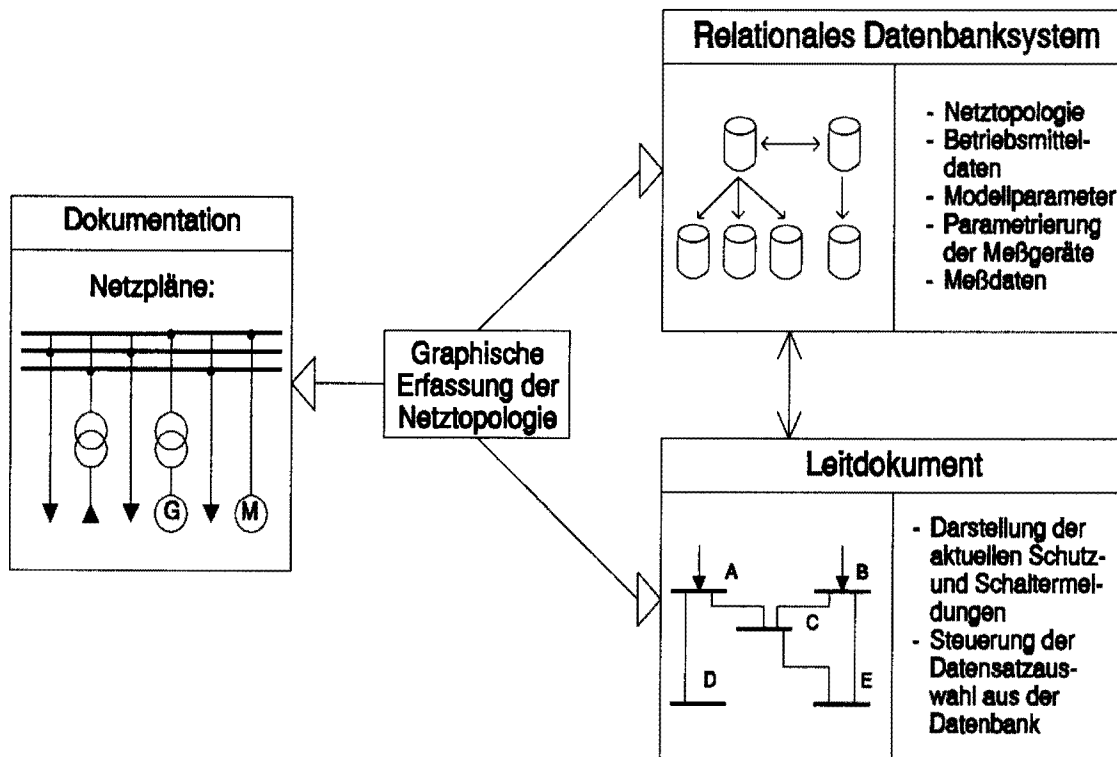 Relationales Datenbanksystem
- Netztopologie
- Betriebsmittel-
daten
- Modellparameter
- Parametrierung
der Meßgeräte
- Meßdaten
Dokumentation
Netzpläne:
G
M
Graphische
Erfassung der
Netztopologie
Leitdokument
A
B
C
D
E
- Darstellung der
aktuellen Schutz-
und Schaltermel-
dungen
- Steuerung der
Datensatzaus-
wahl aus der
Datenbank